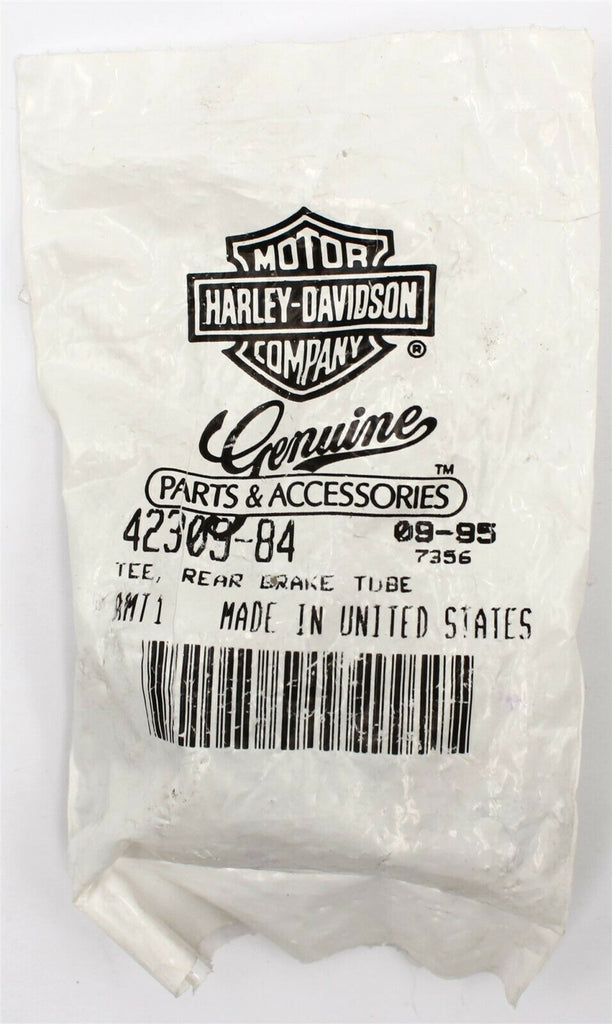 MOTOR
HARLEY-DAVIDSON
COMPANY ®
Genuine
PARTS & ACCESSORIES ™
42309-84 09-95
7356
TEE, REAR BRAKE TUBE
AMT1 MADE IN UNITED STATES